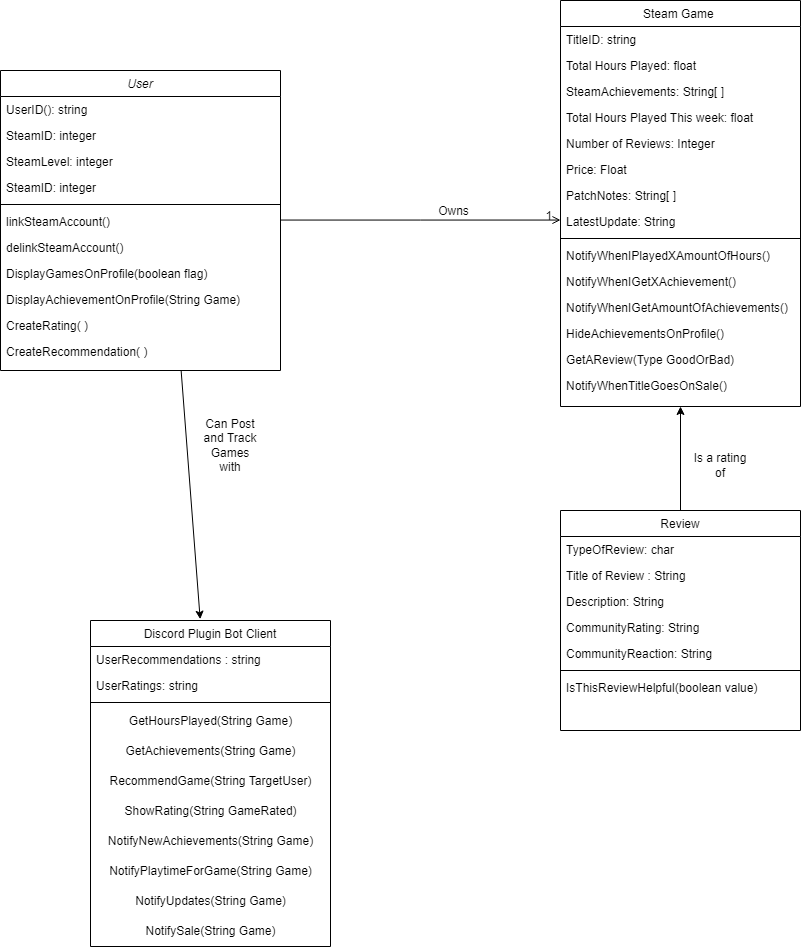 User
UserID(): string
SteamID: integer
SteamLevel: integer
SteamID: integer
linkSteamAccount()
delinkSteamAccount()
DisplayGamesOnProfile(boolean flag)
DisplayAchievementOnProfile(String Game)
CreateRating( )
CreateRecommendation( )
Owns
1
Steam Game
TitleID: string
Total Hours Played: float
SteamAchievements: String[ ]
Total Hours Played This week: float
Number of Reviews: Integer
Price: Float
PatchNotes: String[ ]
LatestUpdate: String
NotifyWhenIPlayedXAmountOfHours()
NotifyWhenIGetXAchievement()
NotifyWhenIGetAmountOfAchievements()
HideAchievementsOnProfile()
GetAReview(Type GoodOrBad)
NotifyWhenTitleGoesOnSale()
Can Post
and Track
Games
with
Is a rating
of
Review
TypeOfReview: char
Title of Review : String
Description: String
CommunityRating: String
CommunityReaction: String
IsThisReviewHelpful(boolean value)
Discord Plugin Bot Client
UserRecommendations : string
UserRatings: string
GetHoursPlayed(String Game)
GetAchievements(String Game)
RecommendGame(String TargetUser)
ShowRating(String GameRated)
NotifyNewAchievements(String Game)
NotifyPlaytimeForGame(String Game)
NotifyUpdates(String Game)
NotifySale(String Game)